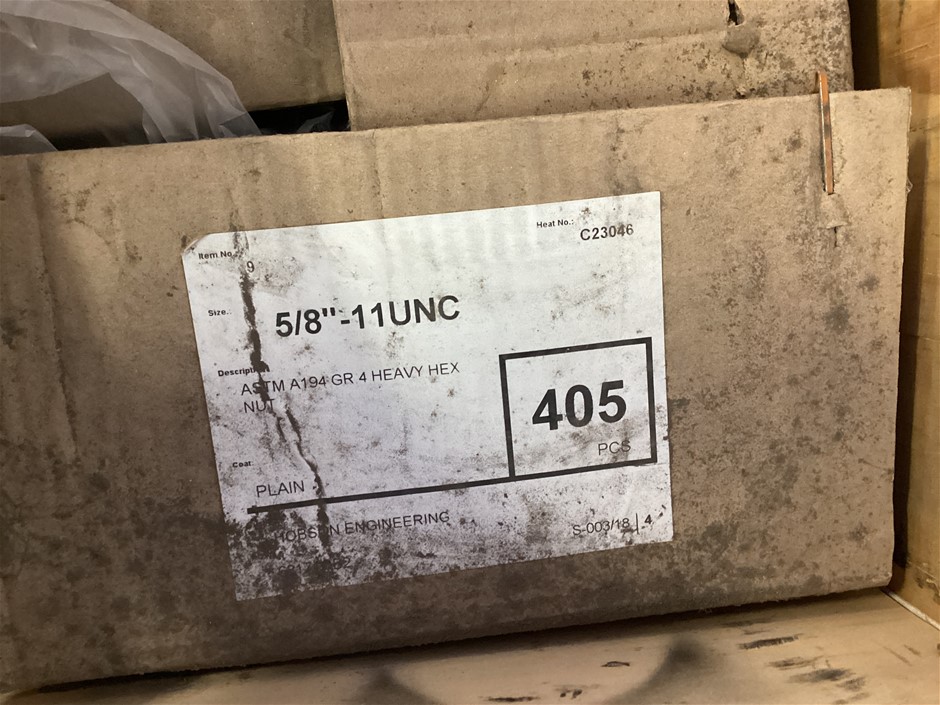 Item No.:
9
Heat No.:
C23046
Size.:
5/8"-11UNC
ASTM A194 GR 4 HEAVY HEX
NUT
405
PCS
Coat:
PLAIN
ENGINEERING
S-003/18 | 4